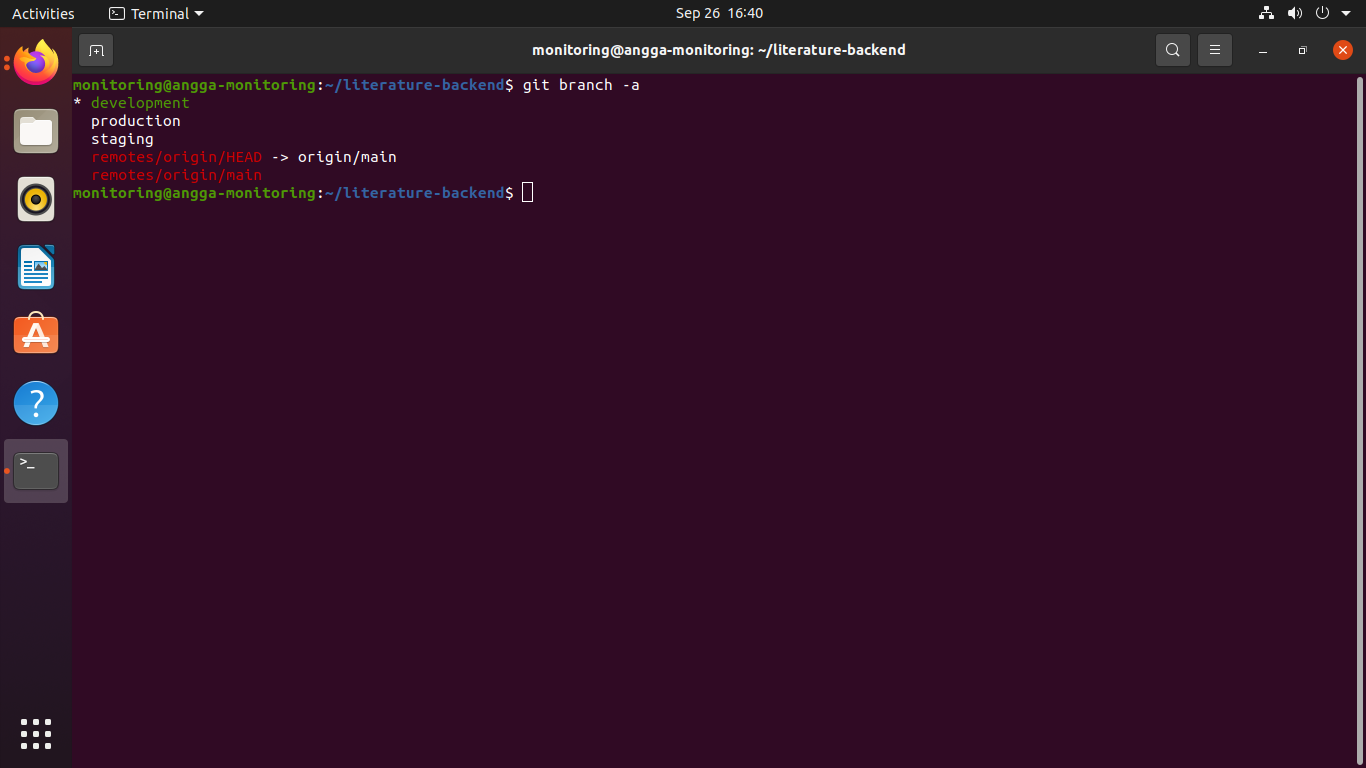 Activities
Terminal
Sep 26 16:40
monitoring@angga-monitoring: ~/literature-backend
monitoring@angga-monitoring:~/literature-backend$ git branch -a
* development
production
staging
remotes/origin/HEAD -> origin/main
remotes/origin/main
monitoring@angga-monitoring:~/literature-backend$